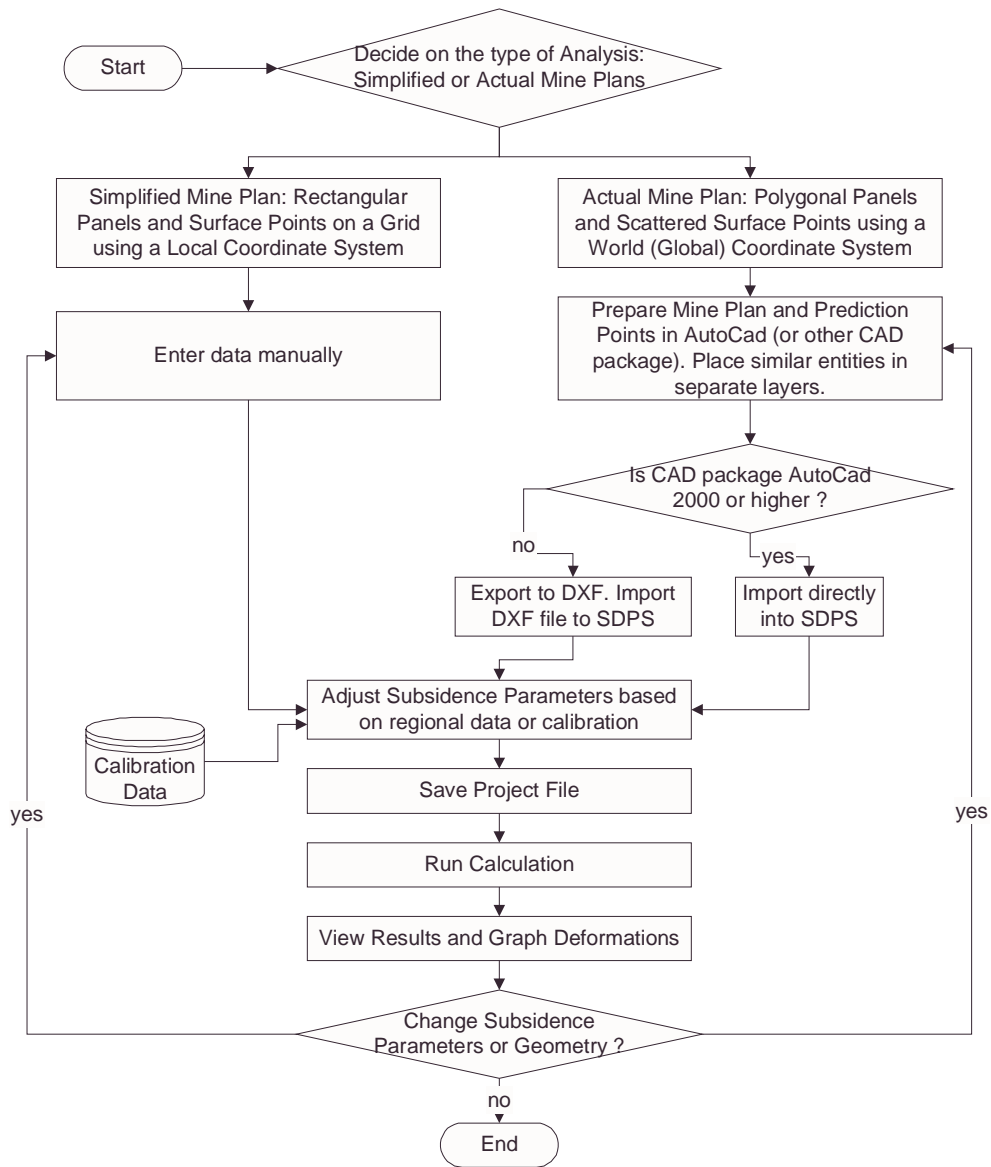 Start
Decide on the type of Analysis:
Simplified or Actual Mine Plans
Simplified Mine Plan: Rectangular
Panels and Surface Points on a Grid
using a Local Coordinate System
Actual Mine Plan: Polygonal Panels
and Scattered Surface Points using a
World (Global) Coordinate System
Enter data manually
Prepare Mine Plan and Prediction
Points in AutoCad (or other CAD
package). Place similar entities in
separate layers.
Is CAD package AutoCad
2000 or higher ?
no
yes
Export to DXF. Import
DXF file to SDPS
Import directly
into SDPS
Adjust Subsidence Parameters based
on regional data or calibration
Calibration
Data
Save Project File
yes
yes
Run Calculation
View Results and Graph Deformations
Change Subsidence
Parameters or Geometry ?
no
End